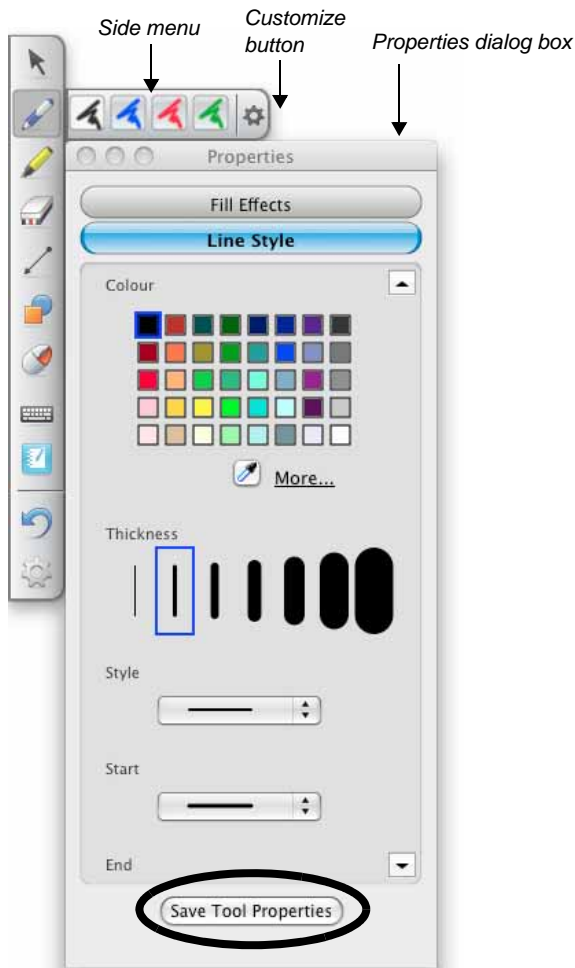 Side menu
Customize
button
Properties dialog box
Properties
Fill Effects
Line Style
Colour
More...
Thickness
Style
Start
End
Save Tool Properties